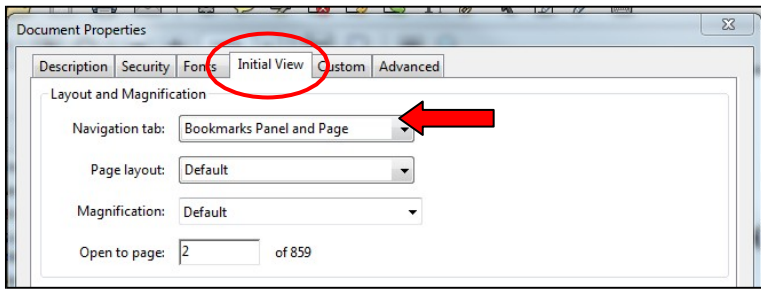 Document Properties
Description Security Fonts Initial View Custom Advanced
Layout and Magnification
Navigation tab: Bookmarks Panel and Page
Page layout: Default
Magnification: Default
Open to page: 2 of 859